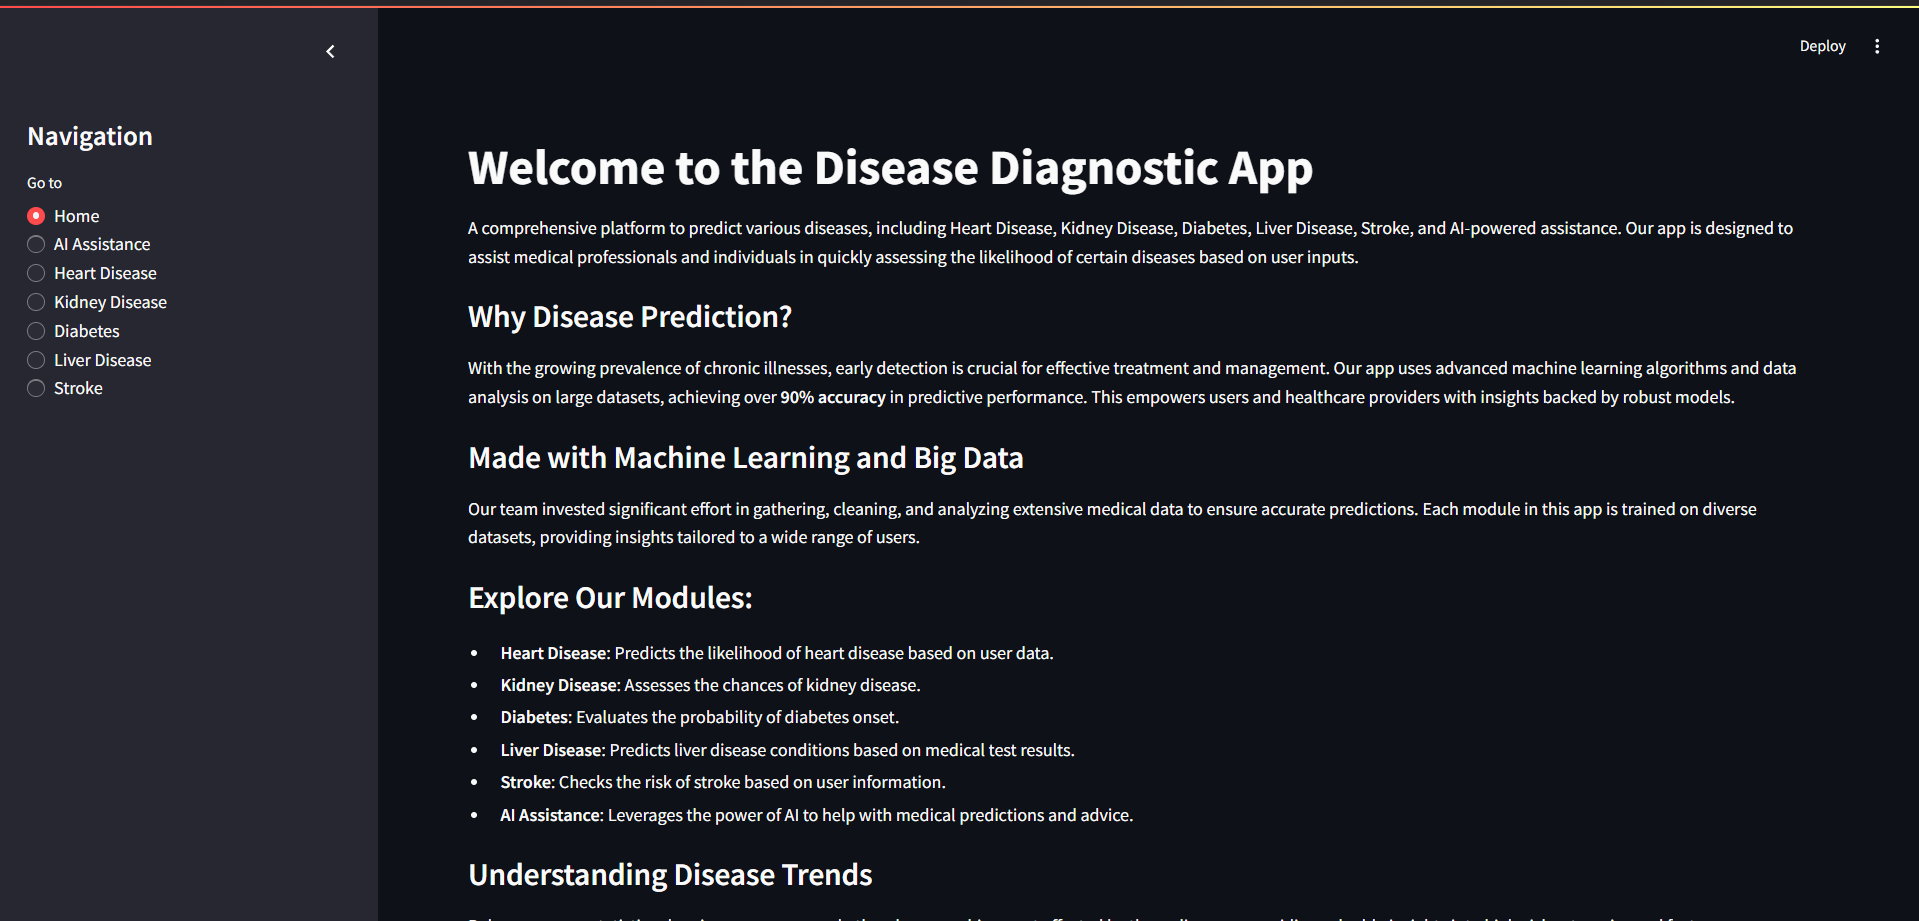 Deploy
Navigation
Go to
Home
AI Assistance
Heart Disease
Kidney Disease
Diabetes
Liver Disease
Stroke
Welcome to the Disease Diagnostic App
A comprehensive platform to predict various diseases, including Heart Disease, Kidney Disease, Diabetes, Liver Disease, Stroke, and AI-powered assistance. Our app is designed to
assist medical professionals and individuals in quickly assessing the likelihood of certain diseases based on user inputs.
Why Disease Prediction?
With the growing prevalence of chronic illnesses, early detection is crucial for effective treatment and management. Our app uses advanced machine learning algorithms and data
analysis on large datasets, achieving over 90% accuracy in predictive performance. This empowers users and healthcare providers with insights backed by robust models.
Made with Machine Learning and Big Data
Our team invested significant effort in gathering, cleaning, and analyzing extensive medical data to ensure accurate predictions. Each module in this app is trained on diverse
datasets, providing insights tailored to a wide range of users.
Explore Our Modules:
• Heart Disease: Predicts the likelihood of heart disease based on user data.
• Kidney Disease: Assesses the chances of kidney disease.
• Diabetes: Evaluates the probability of diabetes onset.
• Liver Disease: Predicts liver disease conditions based on medical test results.
• Stroke: Checks the risk of stroke based on user information.
• AI Assistance: Leverages the power of AI to help with medical predictions and advice.
Understanding Disease Trends